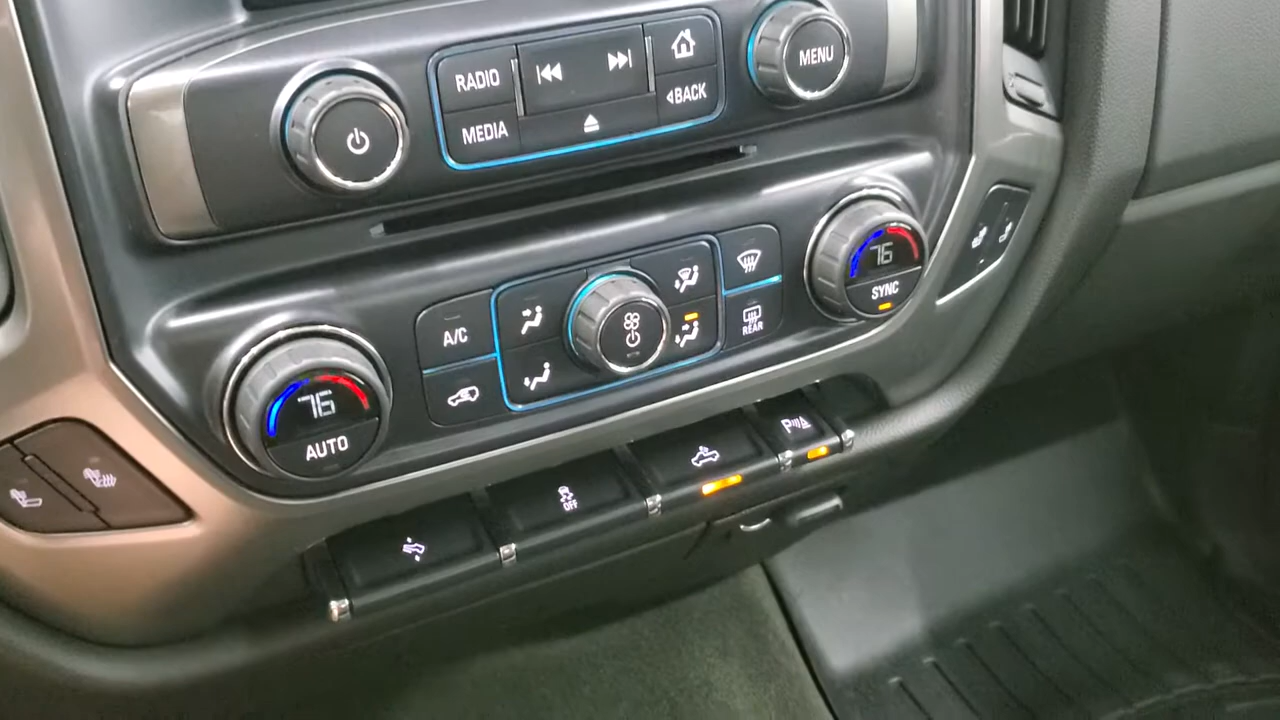 RADIO
MEDIA
BACK
MENU
A/C
REAR
76
SYNC
76
AUTO
OFF
P